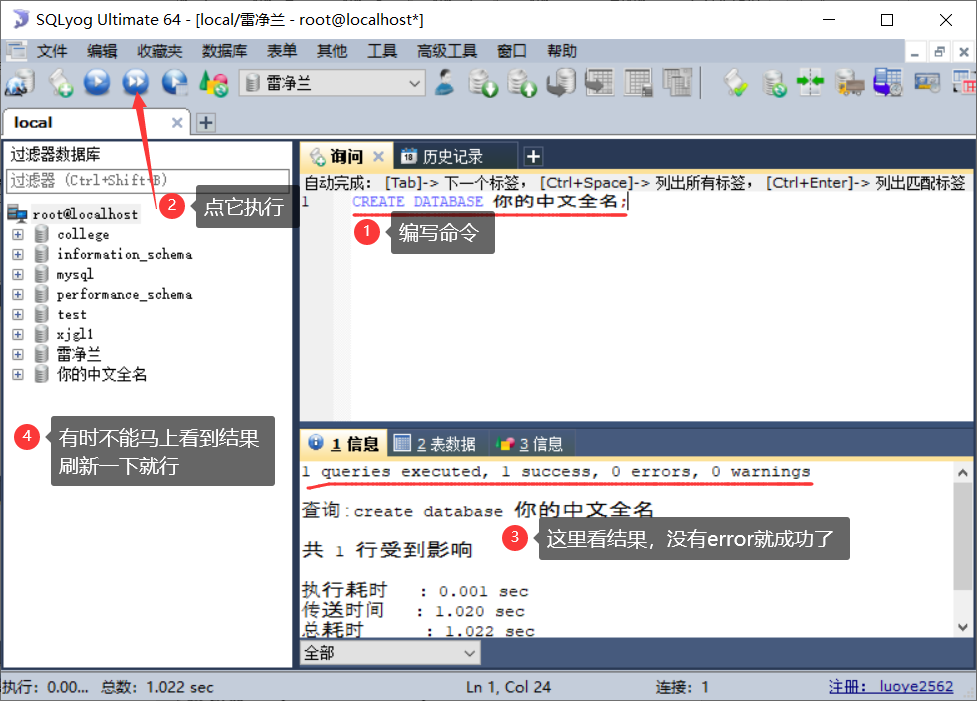 SQLyog Ultimate 64 - [local/雷净兰 - root@localhost*]
文件 编辑 收藏夹 数据库 表单 其他 工具 高级工具 窗口 帮助
雷净兰
local
过滤器数据库
过滤器 (Ctrl+Shift+B)
2 点它执行
root@localhost
college
information_schema
mysql
performance_schema
test
xjgl1
雷净兰
你的中文全名
4 有时不能马上看到结果
刷新一下就行
询问 历史记录
自动完成: [Tab]-> 下一个标签, [Ctrl+Space]-> 列出所有标签, [Ctrl+Enter]-> 列出匹配标签
1 CREATE DATABASE 你的中文全名;
1 编写命令
1 信息 2 表数据 3 信息
1 queries executed, 1 success, 0 errors, 0 warnings
查询:create database 你的中文全名
3 这里看结果，没有error就成功了
共 1 行受到影响
执行耗时 : 0.001 sec
传送时间 : 1.020 sec
总耗时 : 1.022 sec
全部
执行: 0.00... 总数: 1.022 sec Ln 1, Col 24 连接: 1 注册: luoye2562